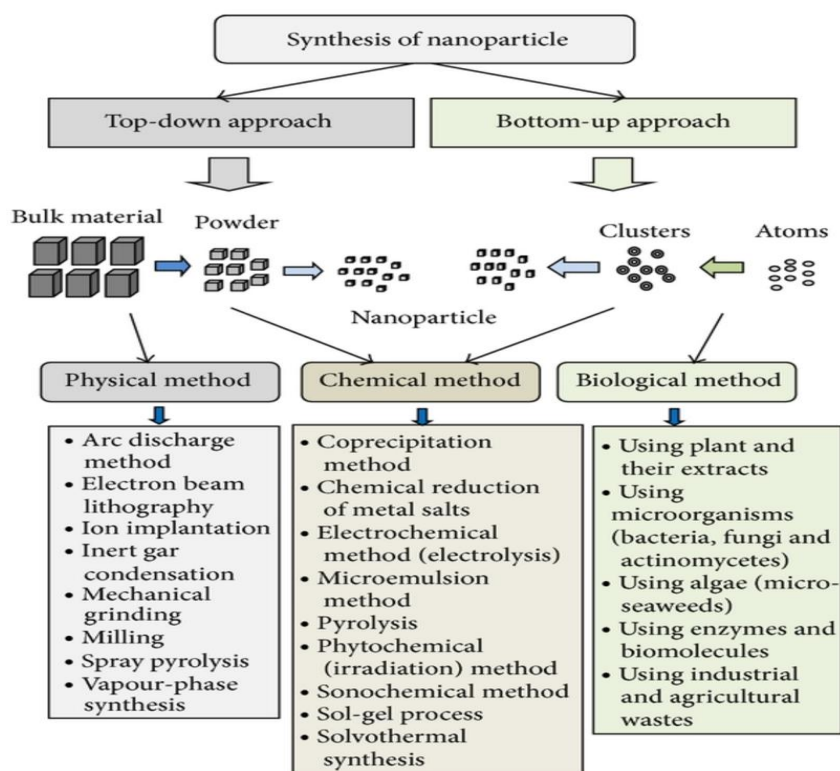 Synthesis of nanoparticle
Top-down approach
Bottom-up approach
Bulk material
Powder
Clusters
Atoms
Nanoparticle
Physical method
Chemical method
Biological method
• Arc discharge
method
• Electron beam
lithography
• Ion implantation
• Inert gar
condensation
• Mechanical
grinding
• Milling
• Spray pyrolysis
• Vapour-phase
synthesis
• Coprecipitation
method
• Chemical reduction
of metal salts
• Electrochemical
method (electrolysis)
• Microemulsion
method
• Pyrolysis
• Phytochemical
(irradiation) method
• Sonochemical method
• Sol-gel process
• Solvothermal
synthesis
• Using plant and
their extracts
• Using
microorganisms
(bacteria, fungi and
actinomycetes)
• Using algae (micro-
seaweeds)
• Using enzymes and
biomolecules
• Using industrial
and agricultural
wastes